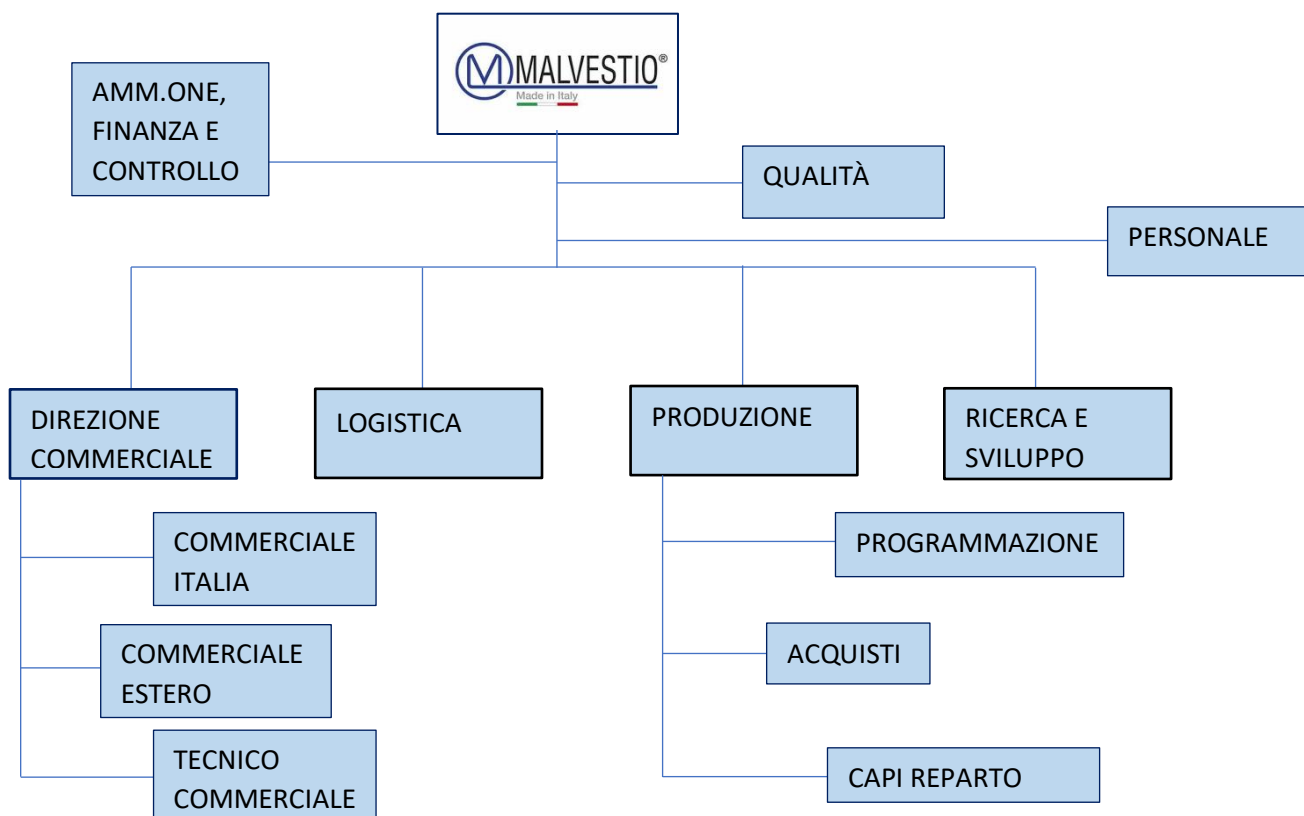 MALVESTIO®
Made in Italy
AMM.ONE,
FINANZA E
CONTROLLO
QUALITÀ
PERSONALE
DIREZIONE
COMMERCIALE
LOGISTICA
PRODUZIONE
RICERCA E
SVILUPPO
COMMERCIALE
ITALIA
COMMERCIALE
ESTERO
TECNICO
COMMERCIALE
PROGRAMMAZIONE
ACQUISTI
CAPI REPARTO